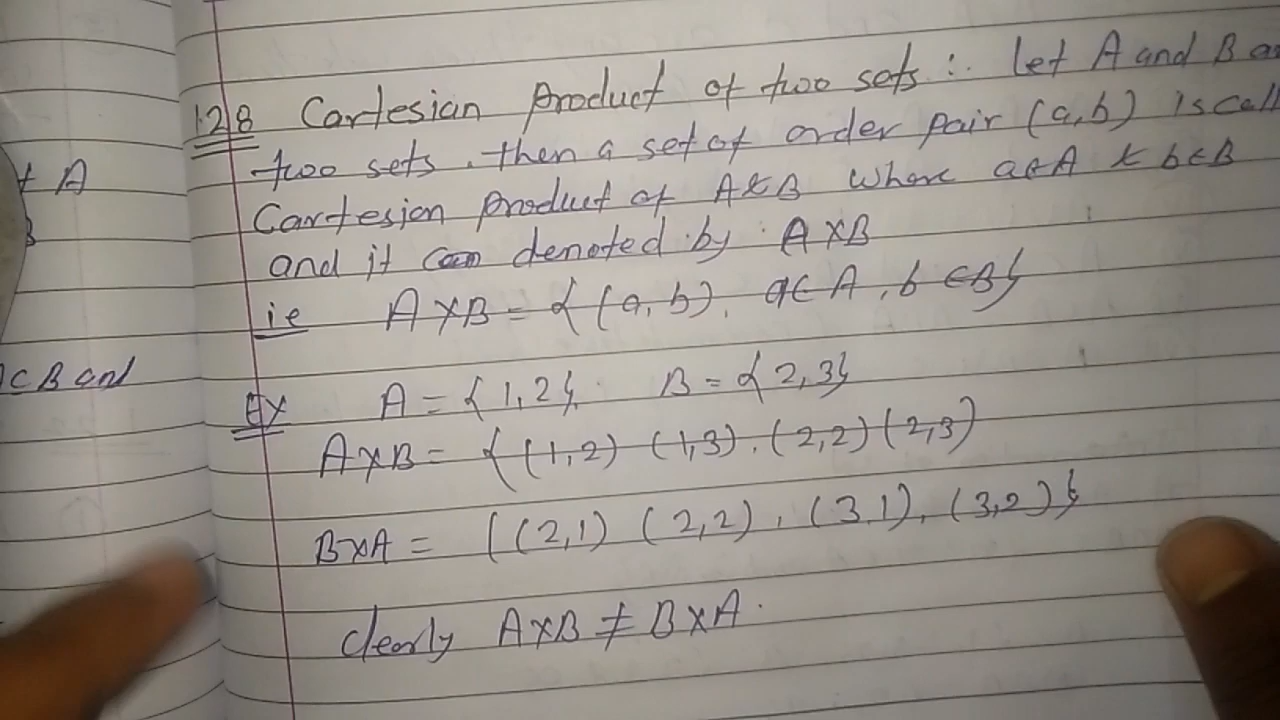 t A
B
⊂ B and
1.2.8 Cartesian Product of two sets :. Let A and B a
two sets, then a set of order pair (a,b) is call
Cartesian product of A & B where a∈A & b∈B
and it can denoted by A×B
ie A×B = { (a, b), a∈A, b∈B}
Ex A = {1,2}, B = {2,3}
A×B = {(1,2) (1,3), (2,2) (2,3)
B×A = {(2,1) (2,2), (3,1), (3,2)}
Clearly A×B ≠ B×A.